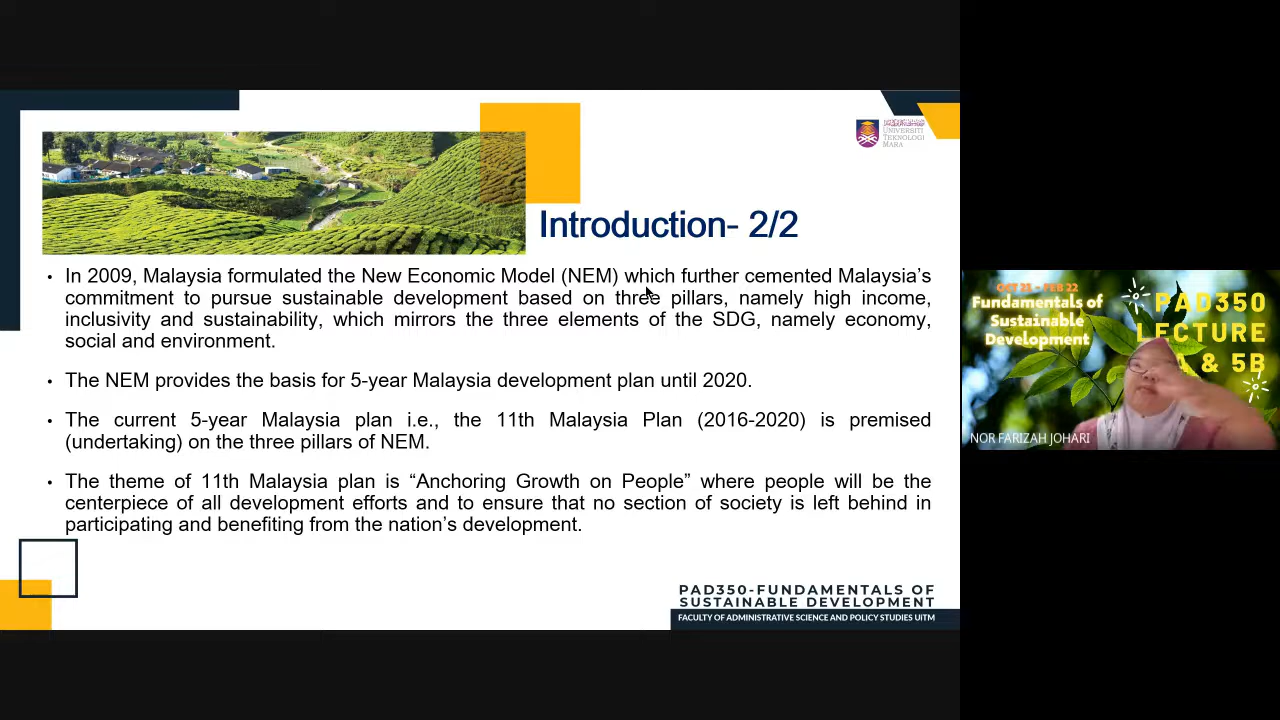 UNIVERSITI
TEKNOLOGI
MARA
Introduction- 2/2
• In 2009, Malaysia formulated the New Economic Model (NEM) which further cemented Malaysia’s
commitment to pursue sustainable development based on three pillars, namely high income,
inclusivity and sustainability, which mirrors the three elements of the SDG, namely economy,
social and environment.
• The NEM provides the basis for 5-year Malaysia development plan until 2020.
• The current 5-year Malaysia plan i.e., the 11th Malaysia Plan (2016-2020) is premised
(undertaking) on the three pillars of NEM.
• The theme of 11th Malaysia plan is “Anchoring Growth on People” where people will be the
centerpiece of all development efforts and to ensure that no section of society is left behind in
participating and benefiting from the nation’s development.
PAD350-FUNDAMENTALS OF
SUSTAINABLE DEVELOPMENT
FACULTY OF ADMINISTRATIVE SCIENCE AND POLICY STUDIES UITM
- FEB 22
Fundamentals of
Sustainable
Development
PAD350
LECTURE
& 5B
NOR FARIZAH JOHARI